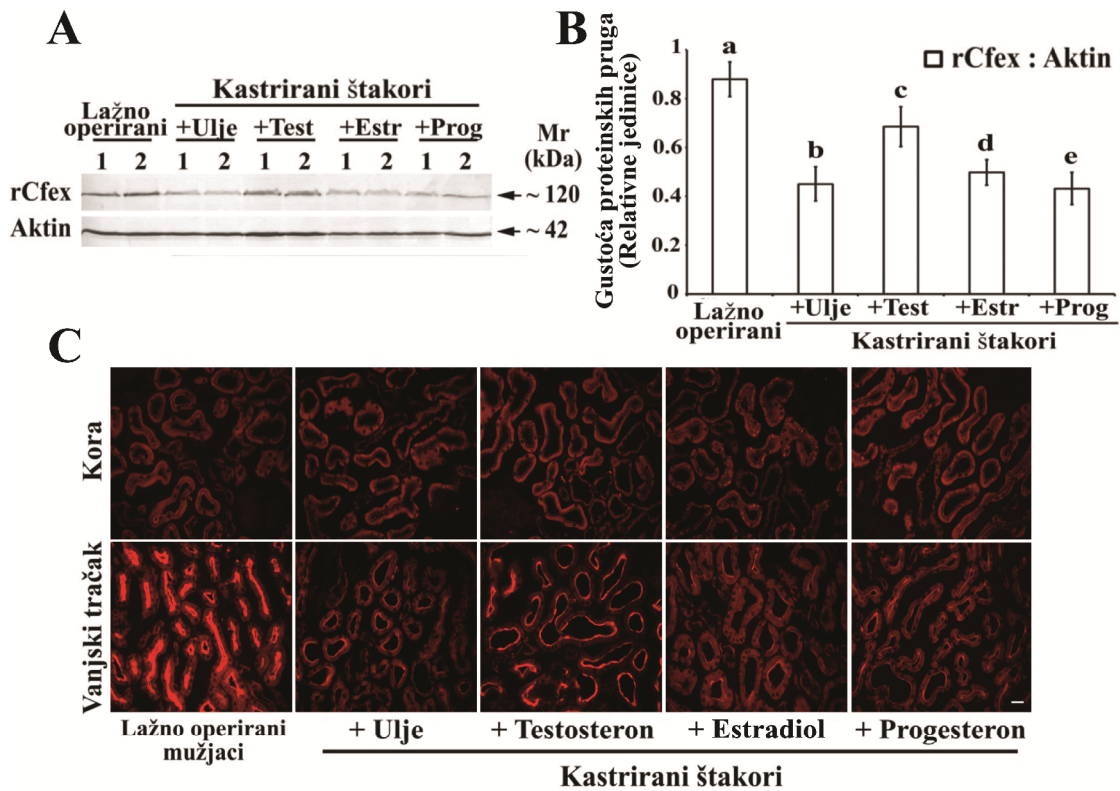 A
Kastrirani štakori
Lažno
operirani
+Ulje +Test +Estr +Prog
Mr
(kDa)
1 2 1 2 1 2 1 2 1 2
rCfex ~ 120
Aktin ~ 42
B
Gustoća proteinskih pruga
(Relativne jedinice)
1
0.8
0.6
0.4
0.2
0
a
b
c
d
e
rCfex : Aktin
Lažno
operirani
+Ulje +Test +Estr +Prog
Kastrirani štakori
C
Kora
Vanjski tračak
Lažno operirani
mužjaci
+ Ulje + Testosteron + Estradiol + Progesteron
Kastrirani štakori